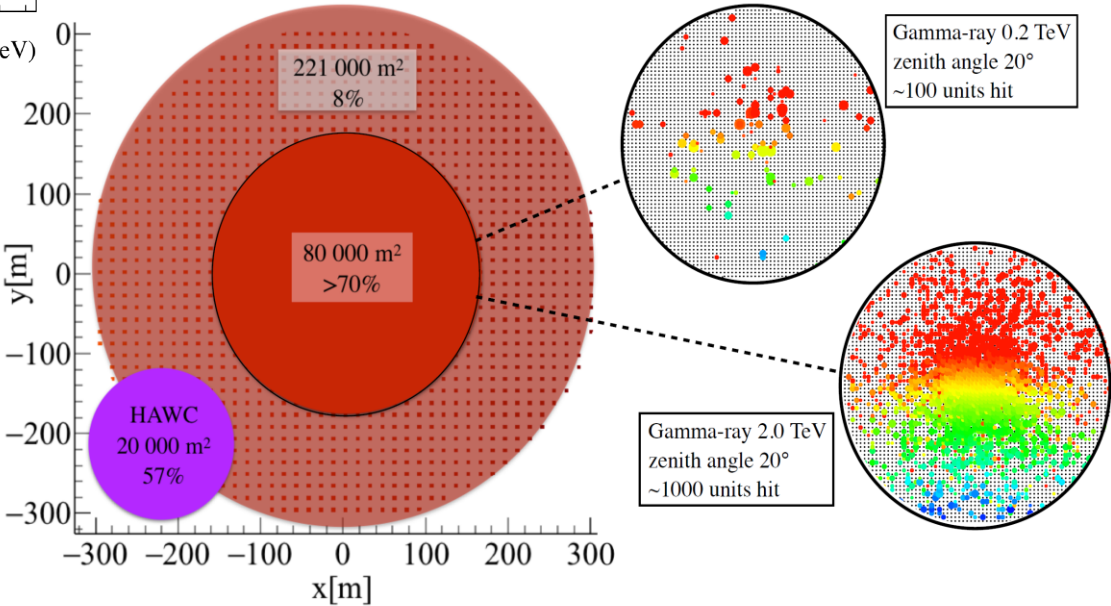 eV)
0
200
100
0
−100
−200
−300
y[m]
−300 −200 −100 0 100 200 300
x[m]
221 000 m²
8%
80 000 m²
>70%
HAWC
20 000 m²
57%
Gamma-ray 0.2 TeV
zenith angle 20°
~100 units hit
Gamma-ray 2.0 TeV
zenith angle 20°
~1000 units hit